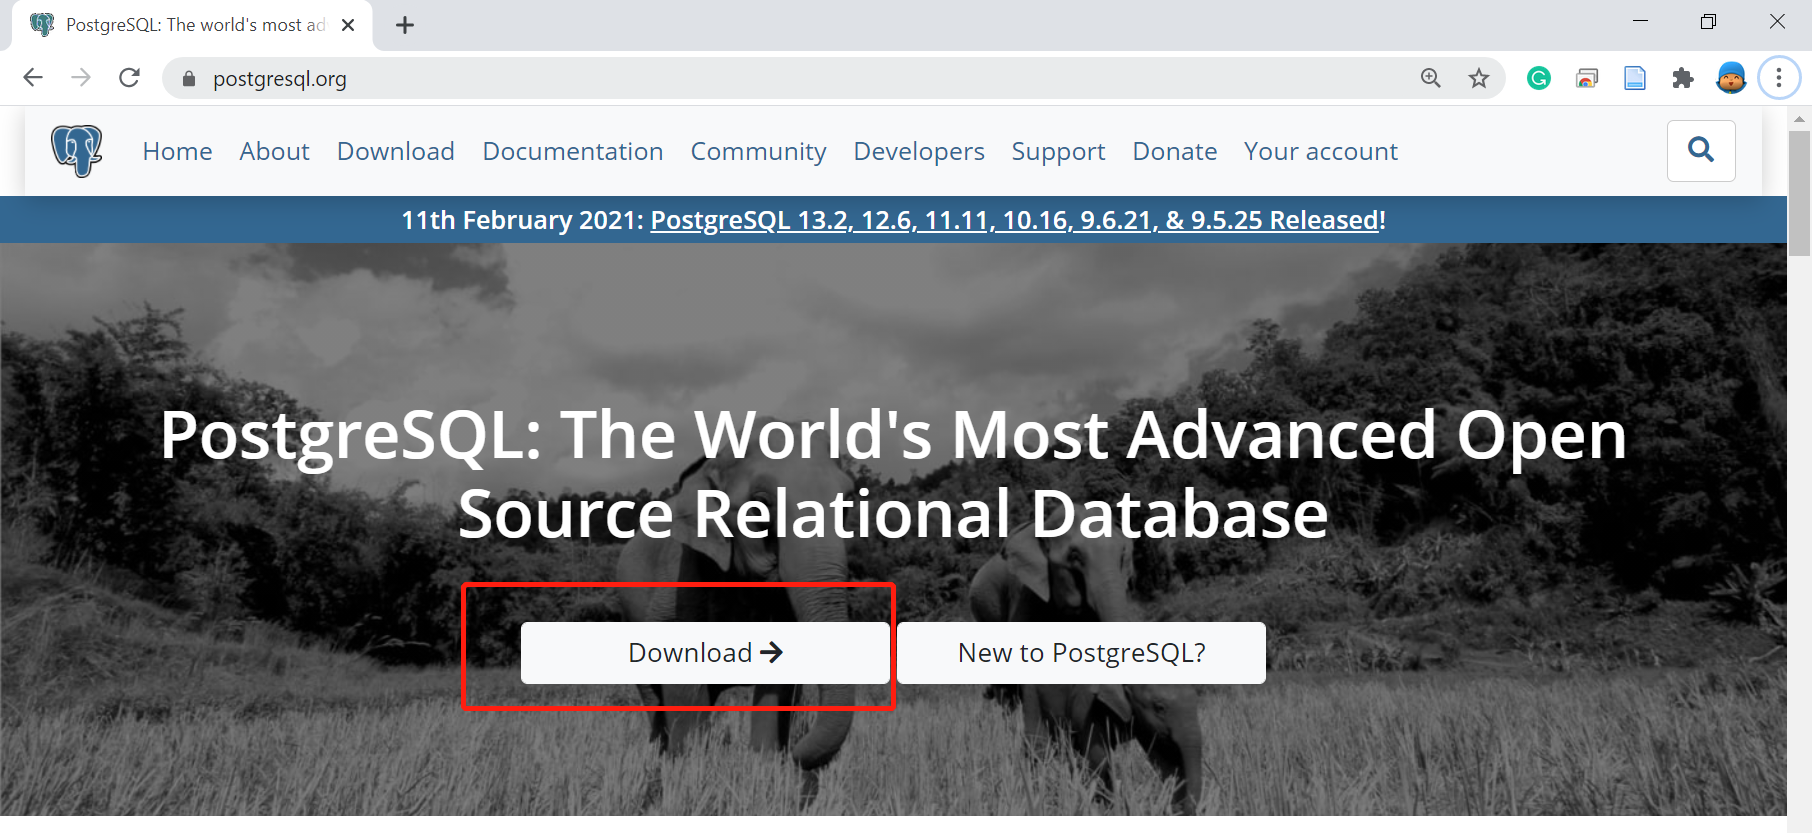 PostgreSQL: The world's most ad
postgresql.org
Home About Download Documentation Community Developers Support Donate Your account
11th February 2021: PostgreSQL 13.2, 12.6, 11.11, 10.16, 9.6.21, & 9.5.25 Released!
PostgreSQL: The World's Most Advanced Open
Source Relational Database
Download → New to PostgreSQL?